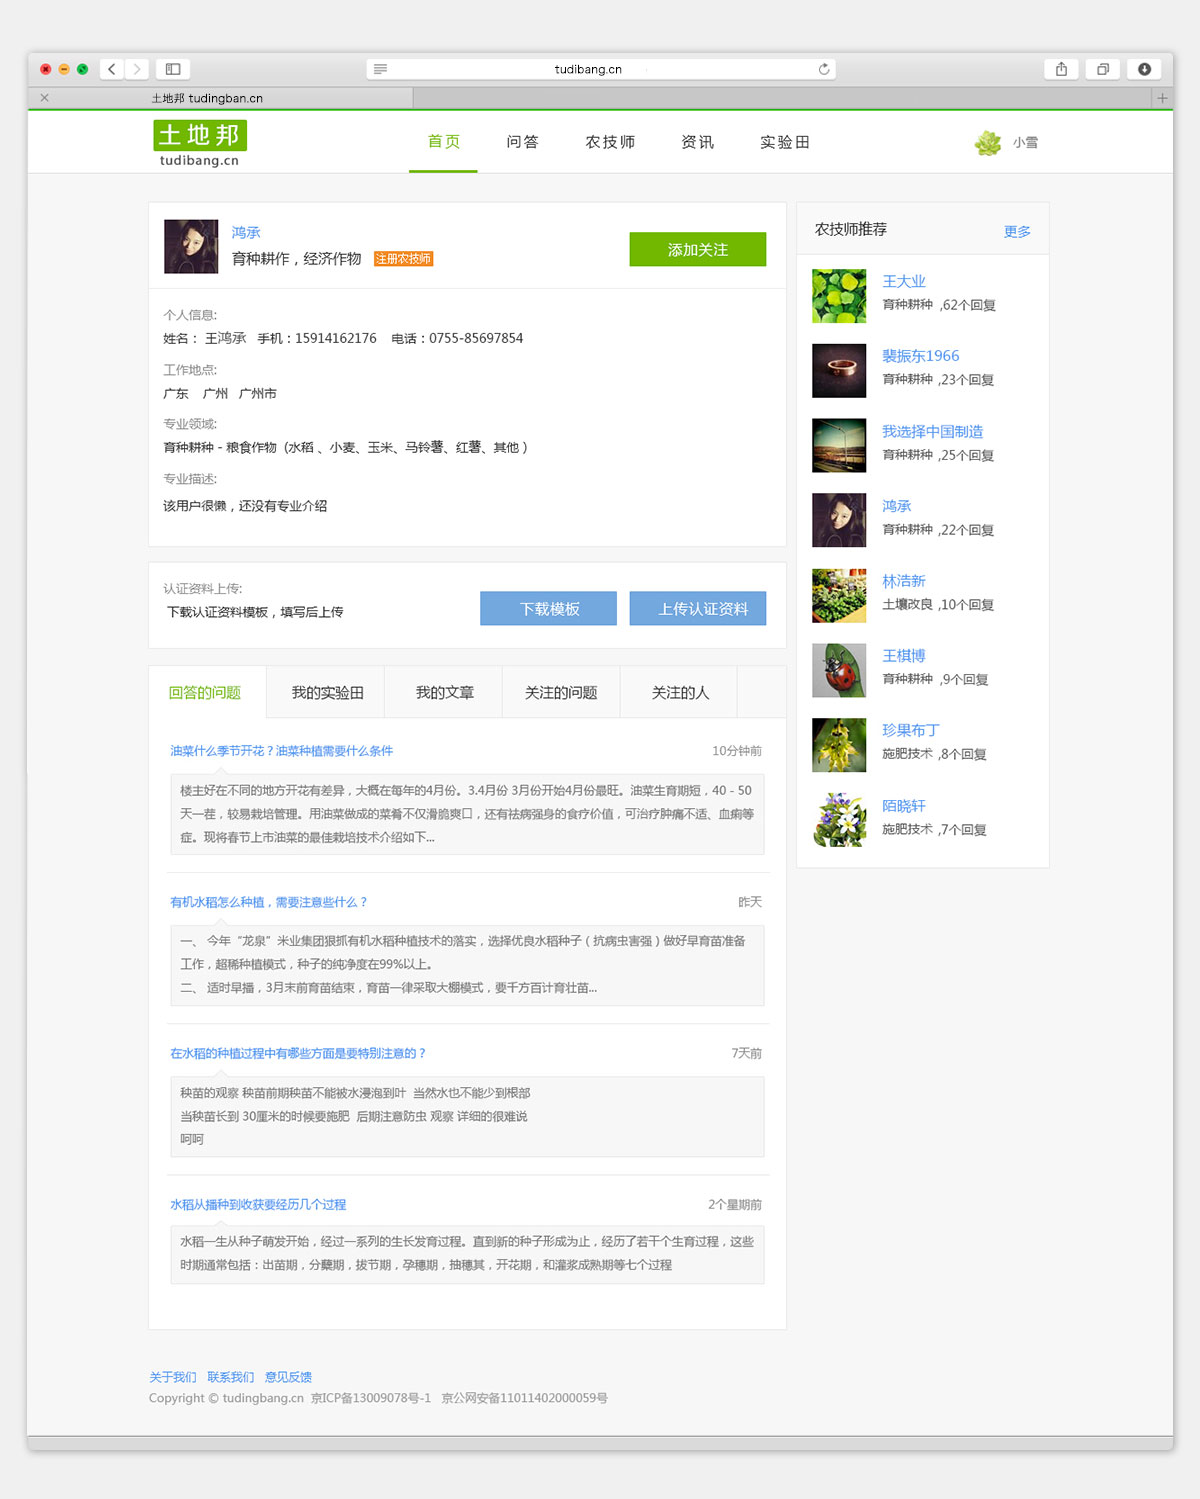 tudibang.cn
土地邦 tudingban.cn
土地邦
tudibang.cn
首页 问答 农技师 资讯 实验田
小雪
鸿承
育种耕作，经济作物 注册农技师
添加关注
个人信息:
姓名： 王鸿承 手机：15914162176 电话：0755-85697854
工作地点:
广东 广州 广州市
专业领域:
育种耕种 - 粮食作物（水稻 、小麦、玉米、马铃薯、红薯、其他 ）
专业描述:
该用户很懒，还没有专业介绍
认证资料上传:
下载认证资料模板，填写后上传
下载模板 上传认证资料
回答的问题 我的实验田 我的文章 关注的问题 关注的人
油菜什么季节开花？油菜种植需要什么条件 10分钟前
楼主好在不同的地方开花有差异，大概在每年的4月份。3.4月份 3月份开始4月份最旺。油菜生育期短，40 - 50
天一茬，较易栽培管理。用油菜做成的菜肴不仅滑脆爽口，还有祛病强身的食疗价值，可治疗肿痛不适、血痢等
症。现将春节上市油菜的最佳栽培技术介绍如下...
有机水稻怎么种植，需要注意些什么？ 昨天
一、 今年“龙泉”米业集团狠抓有机水稻种植技术的落实，选择优良水稻种子（抗病虫害强）做好早育苗准备
工作，超稀种植模式，种子的纯净度在99%以上。
二、 适时早播，3月末前育苗结束，育苗一律采取大棚模式，要千方百计育壮苗...
在水稻的种植过程中有哪些方面是要特别注意的？ 7天前
秧苗的观察 秧苗前期秧苗不能被水浸泡到叶 当然水也不能少到根部
当秧苗长到 30厘米的时候要施肥 后期注意防虫 观察 详细的很难说
呵呵
水稻从播种到收获要经历几个过程 2个星期前
水稻一生从种子萌发开始，经过一系列的生长发育过程。直到新的种子形成为止，经历了若干个生育过程，这些
时期通常包括：出苗期，分蘖期，拔节期，孕穗期，抽穗其，开花期，和灌浆成熟期等七个过程
农技师推荐 更多
王大业
育种耕种 ,62个回复
裴振东1966
育种耕种 ,23个回复
我选择中国制造
育种耕种 ,25个回复
鸿承
育种耕种 ,22个回复
林浩新
土壤改良 ,10个回复
王棋博
育种耕种 ,9个回复
珍果布丁
施肥技术 ,8个回复
陌晓轩
施肥技术 ,7个回复
关于我们 联系我们 意见反馈
Copyright © tudingbang.cn 京ICP备13009078号-1 京公网安备11011402000059号